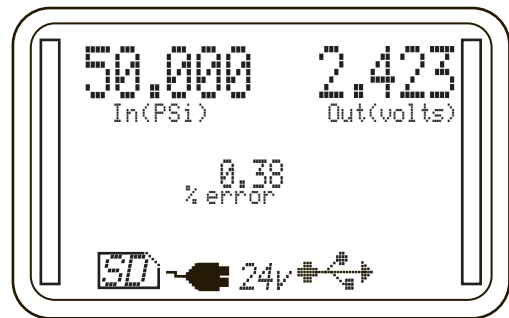 50.000 2.423
In(PSi) Out(volts)
0.38
% error
SD 24v